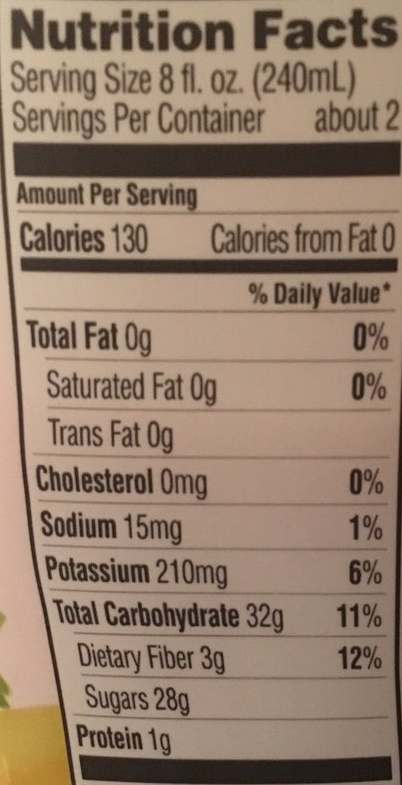 Nutrition Facts
Serving Size 8 fl. oz. (240mL)
Servings Per Container about 2
Amount Per Serving
Calories 130 Calories from Fat 0
% Daily Value*
Total Fat 0g 0%
Saturated Fat 0g 0%
Trans Fat 0g
Cholesterol 0mg 0%
Sodium 15mg 1%
Potassium 210mg 6%
Total Carbohydrate 32g 11%
Dietary Fiber 3g 12%
Sugars 28g
Protein 1g